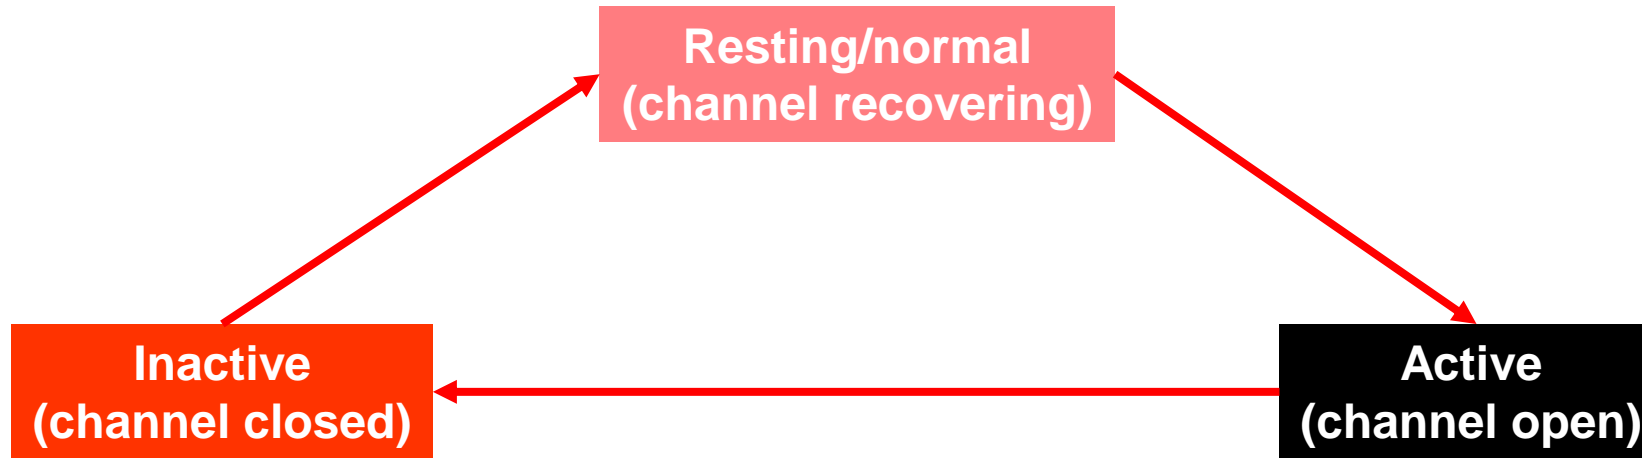 Resting/normal
(channel recovering)
Inactive
(channel closed)
Active
(channel open)